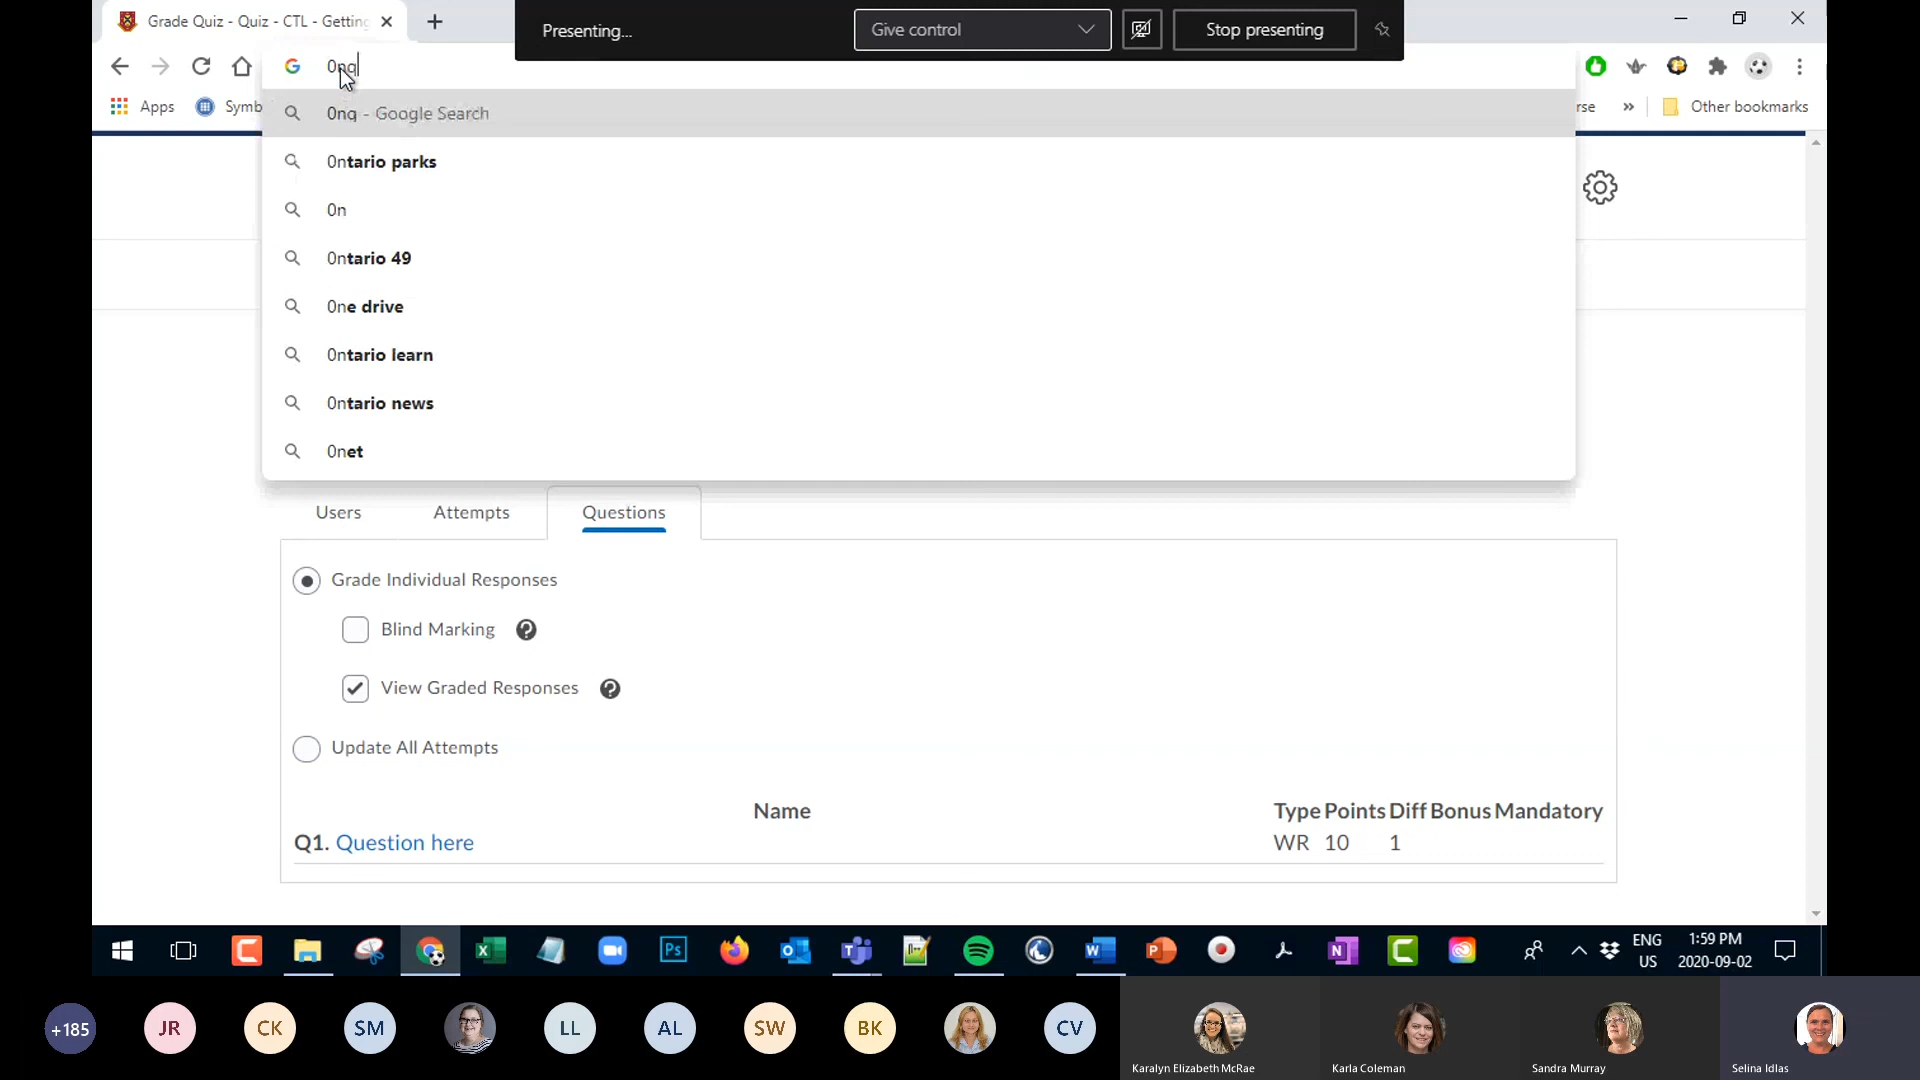 Grade Quiz - Quiz - CTL - Getting
Presenting...
Give control
Stop presenting
0nq
Apps
Symb
rse
»
Other bookmarks
0nq - Google Search
0ntario parks
0n
0ntario 49
0ne drive
0ntario learn
0ntario news
0net
Users
Attempts
Questions
Grade Individual Responses
Blind Marking
View Graded Responses
Update All Attempts
Name Type Points Diff Bonus Mandatory
Q1. Question here WR 10 1
ENG
US
1:59 PM
2020-09-02
+185
JR
CK
SM
LL
AL
SW
BK
CV
Karalyn Elizabeth McRae
Karla Coleman
Sandra Murray
Selina Idlas